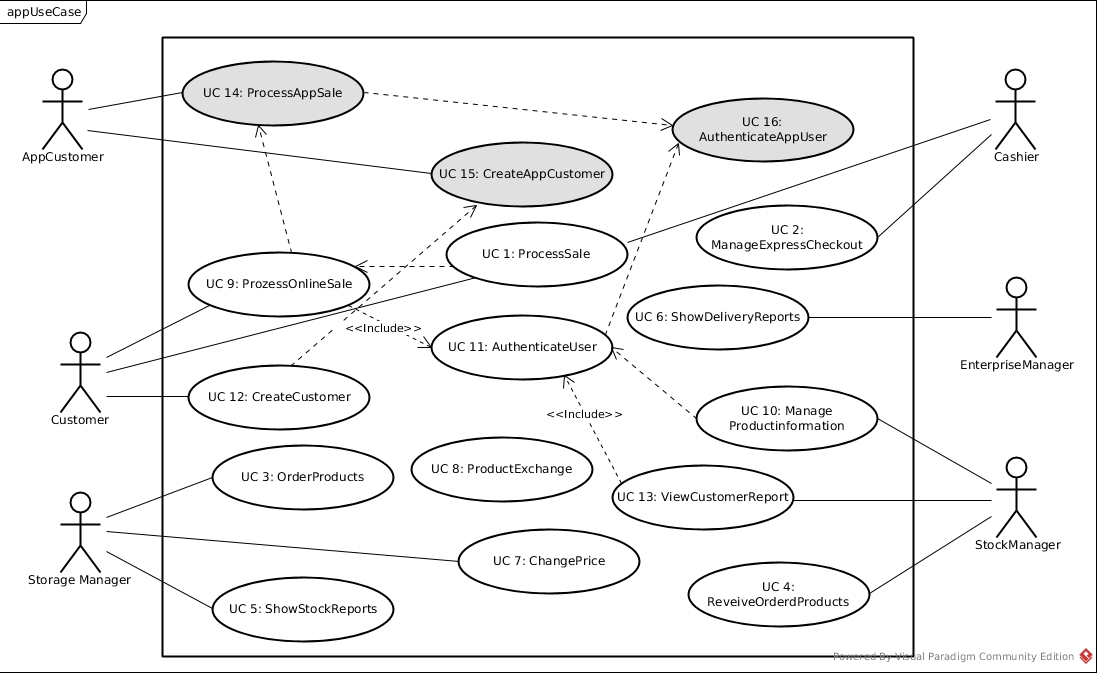 appUseCase
UC 14: ProcessAppSale
UC 16:
AuthenticateAppUser
AppCustomer
Cashier
UC 15: CreateAppCustomer
UC 2:
ManageExpressCheckout
UC 1: ProcessSale
UC 9: ProzessOnlineSale
UC 6: ShowDeliveryReports
<<Include>>
UC 11: AuthenticateUser
EnterpriseManager
UC 12: CreateCustomer
Customer
<<Include>>
UC 10: Manage
Productinformation
UC 3: OrderProducts
UC 8: ProductExchange
UC 13: ViewCustomerReport
StockManager
UC 7: ChangePrice
Storage Manager
UC 4:
ReveiveOrderdProducts
UC 5: ShowStockReports
Powered By Visual Paradigm Community Edition